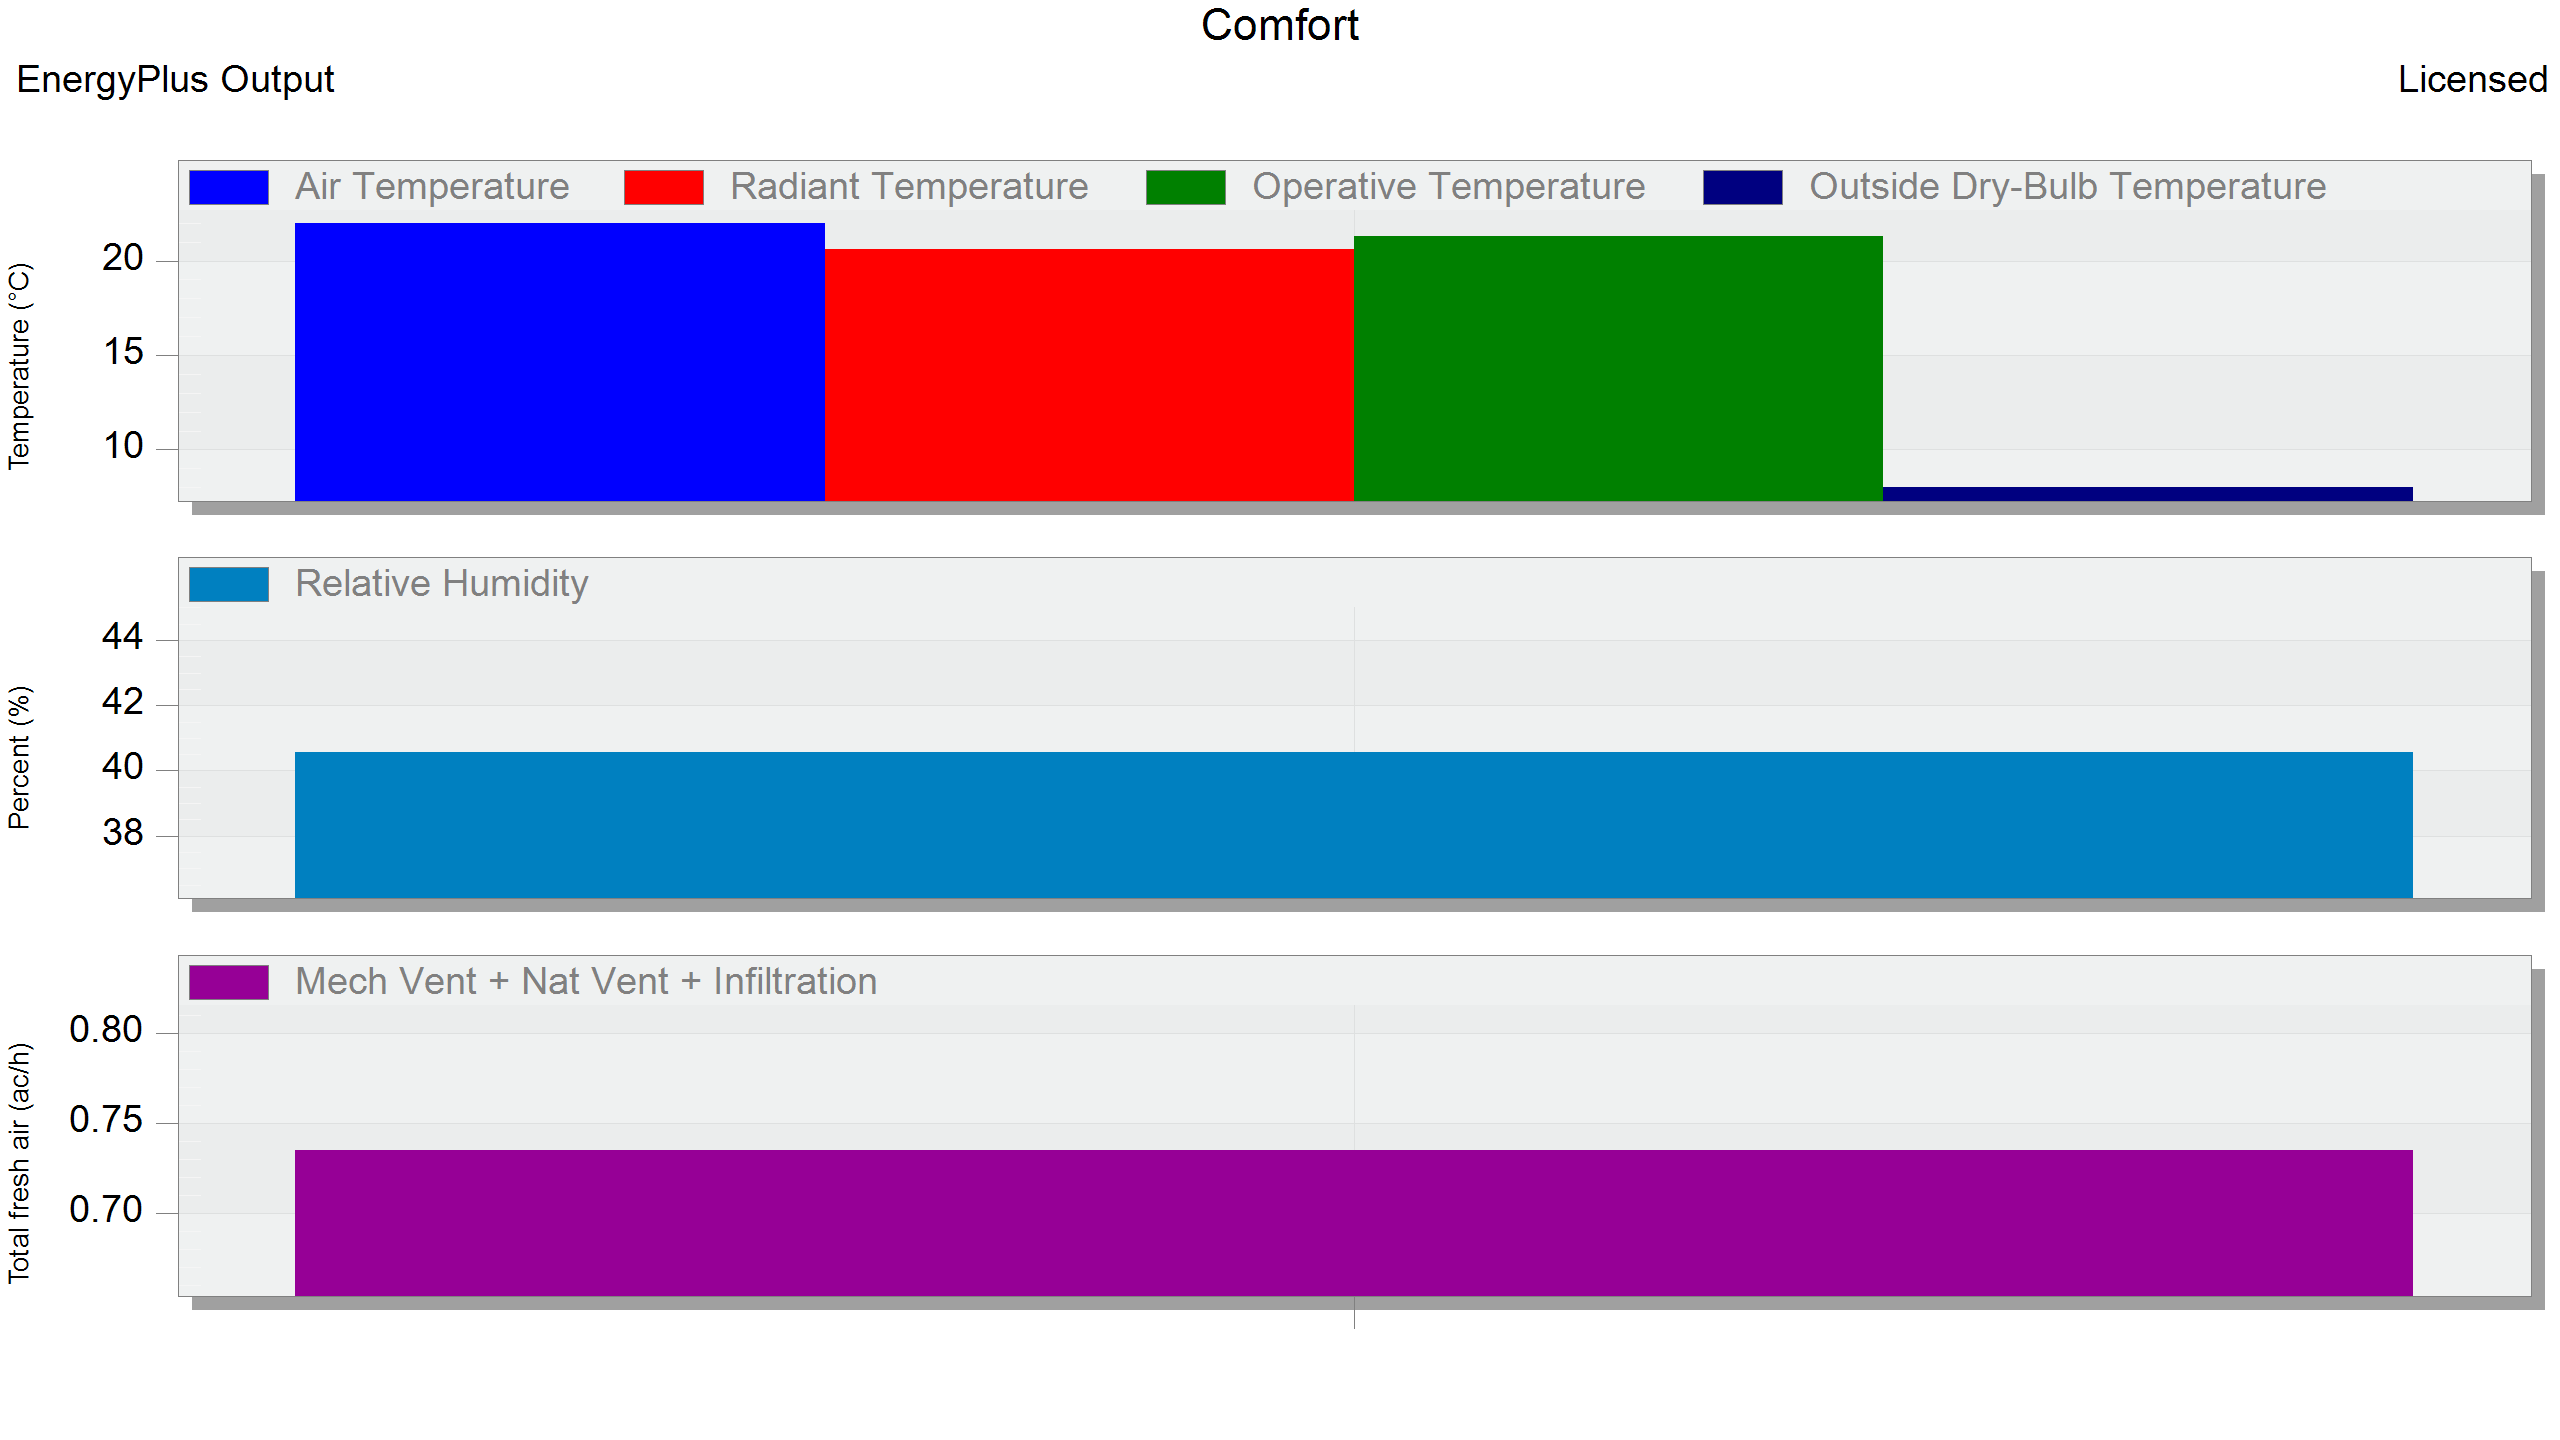 Comfort
EnergyPlus Output
Licensed
Air Temperature
Radiant Temperature
Operative Temperature
Outside Dry-Bulb Temperature
Temperature (°C)
20
15
10
Relative Humidity
Percent (%)
44
42
40
38
Mech Vent + Nat Vent + Infiltration
Total fresh air (ac/h)
0.80
0.75
0.70